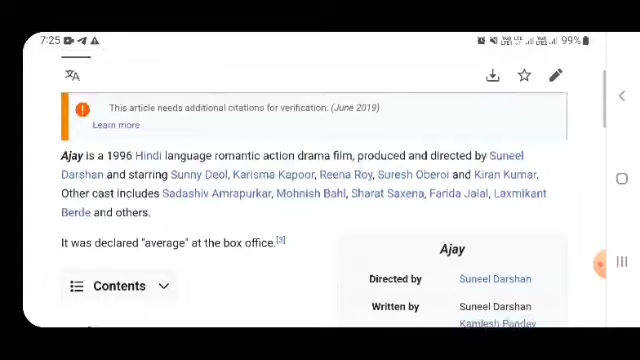 7:25
99%
This article needs additional citations for verification. (June 2019)
Learn more
Ajay is a 1996 Hindi language romantic action drama film, produced and directed by Suneel
Darshan and starring Sunny Deol, Karisma Kapoor, Reena Roy, Suresh Oberoi and Kiran Kumar.
Other cast includes Sadashiv Amrapurkar, Mohnish Bahl, Sharat Saxena, Farida Jalal, Laxmikant
Berde and others.
It was declared "average" at the box office.[3]
Ajay
Contents
Directed by Suneel Darshan
Written by Suneel Darshan
Kamlesh Pandey